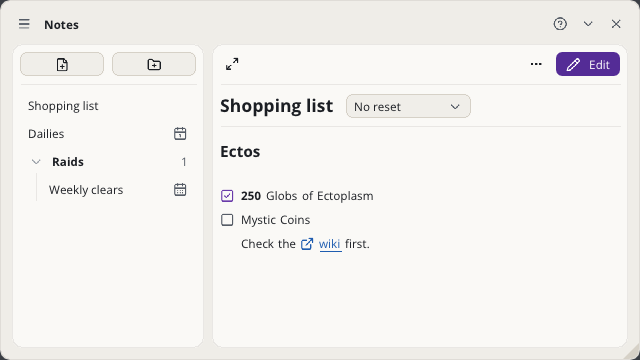 Notes
Edit
Shopping list
Dailies
Raids 1
Weekly clears
Shopping list No reset
Ectos
250 Globs of Ectoplasm
Mystic Coins
Check the wiki first.